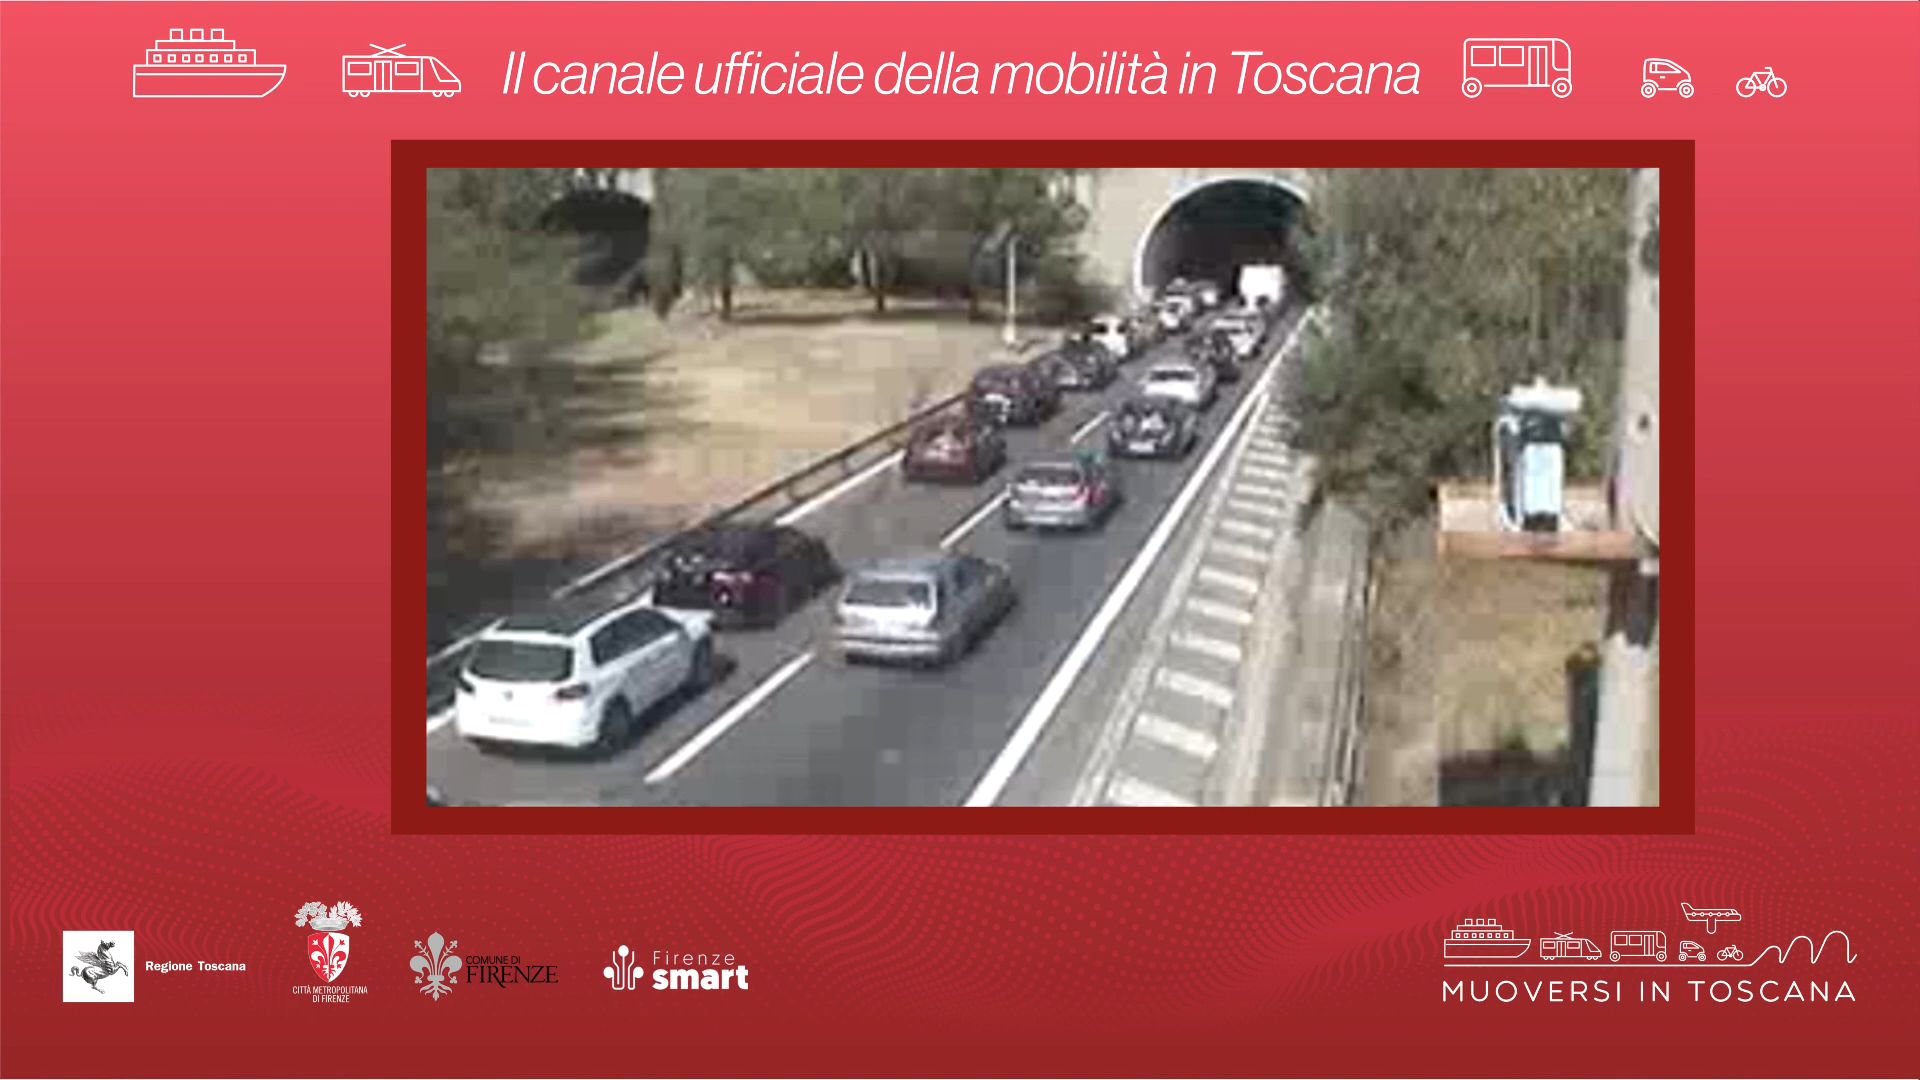 Il canale ufficiale della mobilità in Toscana
Regione Toscana
CITTÀ METROPOLITANA
DI FIRENZE
COMUNE DI
FIRENZE
Firenze
smart
MUOVERSI IN TOSCANA